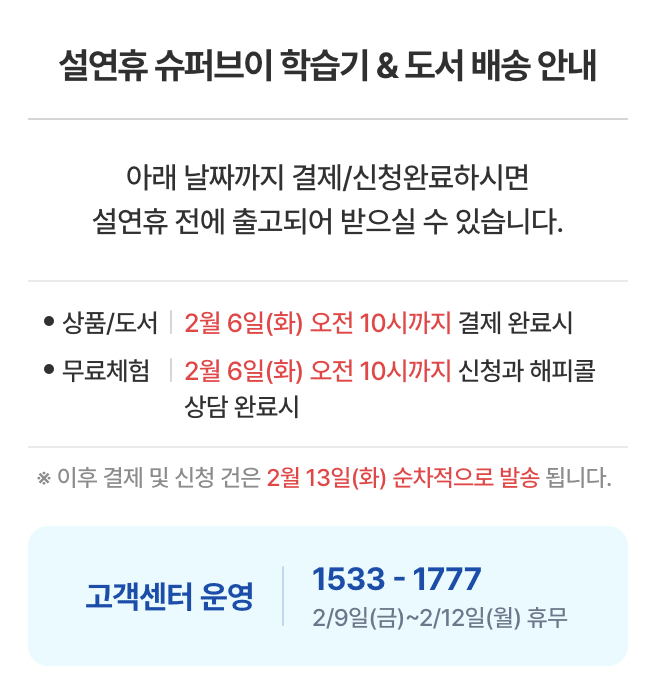 설연휴 슈퍼브이 학습기 & 도서 배송 안내
아래 날짜까지 결제/신청완료하시면
설연휴 전에 출고되어 받으실 수 있습니다.
• 상품/도서 | 2월 6일(화) 오전 10시까지 결제 완료시
• 무료체험 | 2월 6일(화) 오전 10시까지 신청과 해피콜
상담 완료시
※ 이후 결제 및 신청 건은 2월 13일(화) 순차적으로 발송 됩니다.
고객센터 운영
1533 - 1777
2/9일(금)~2/12일(월) 휴무